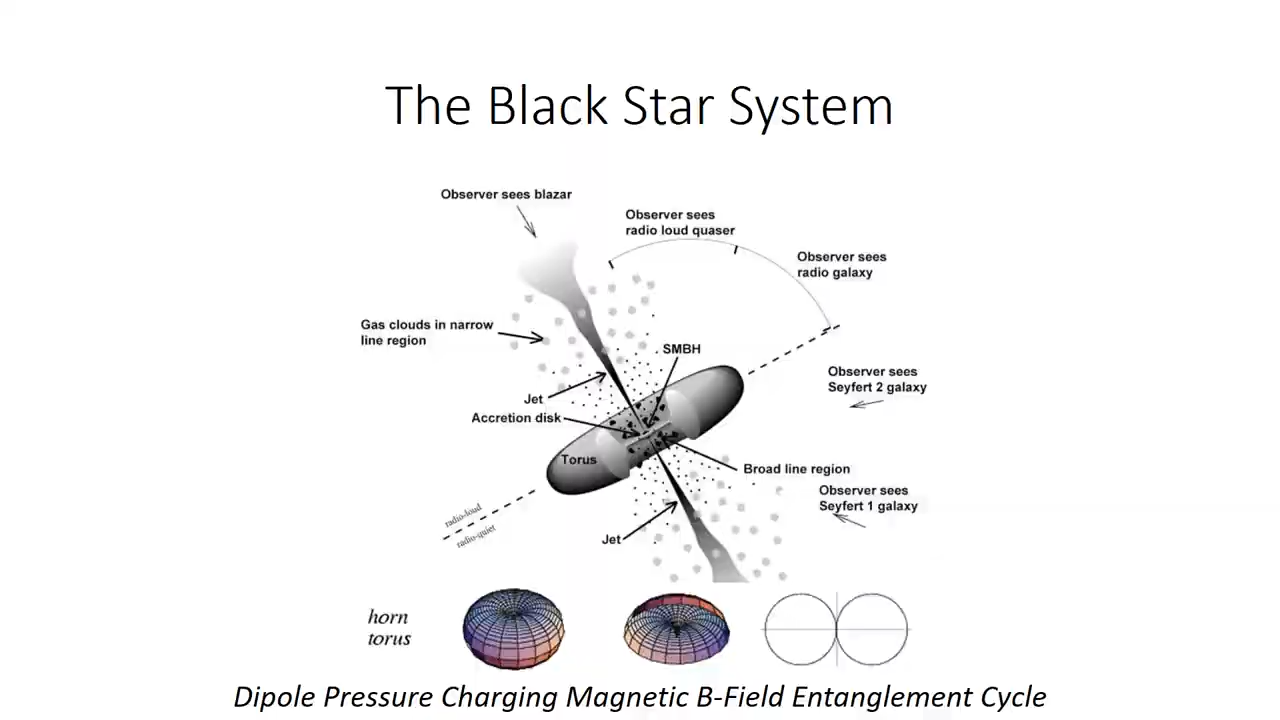 The Black Star System
Observer sees blazar
Observer sees
radio loud quaser
Observer sees
radio galaxy
Gas clouds in narrow
line region
SMBH
Observer sees
Seyfert 2 galaxy
Jet
Accretion disk
Torus
Broad line region
Observer sees
Seyfert 1 galaxy
radio-loud
radio-quiet
Jet
horn
torus
Dipole Pressure Charging Magnetic B-Field Entanglement Cycle